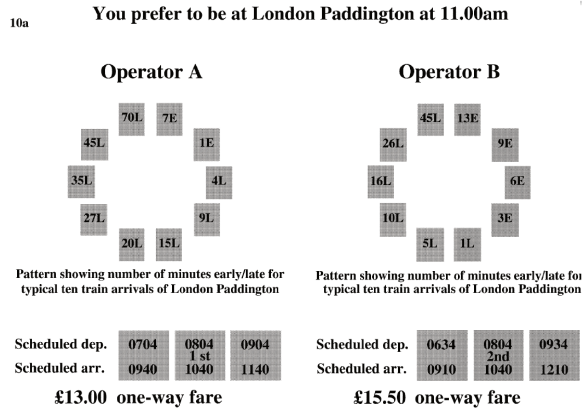 10a
You prefer to be at London Paddington at 11.00am
Operator A
70L 7E
45L 1E
35L 4L
27L 9L
20L 15L
Pattern showing number of minutes early/late for
typical ten train arrivals of London Paddington
Scheduled dep. 0704 0804 0904
1 st
Scheduled arr. 0940 1040 1140
£13.00 one-way fare
Operator B
45L 13E
26L 9E
16L 6E
10L 3E
5L 1L
Pattern showing number of minutes early/late for
typical ten train arrivals of London Paddington
Scheduled dep. 0634 0804 0934
2nd
Scheduled arr. 0910 1040 1210
£15.50 one-way fare